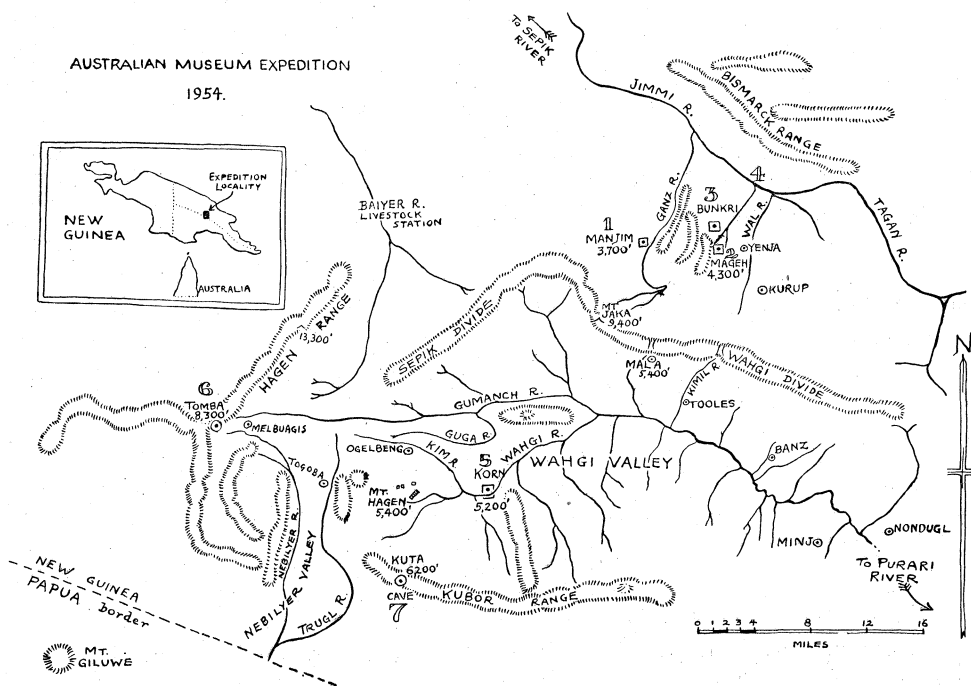 AUSTRALIAN MUSEUM EXPEDITION
1954.
TO SEPIK
RIVER
JIMMI R.
BISMARCK RANGE
EXPEDITION
LOCALITY
NEW
GUINEA
AUSTRALIA
BAIYER R.
LIVESTOCK
STATION
GANZ R.
4
3
BUNKRI
WAL R.
TAGAN R.
1
MANJIM
3,700'
YENJA
MAGEH
4,300'
KURUP
MT.
JAKA
9,400'
HAGEN RANGE
13,300'
SEPIK DIVIDE
WAHGI DIVIDE
N
MALA
5,400'
KIMIL R
TOOLES
6
TOMBA
8,300'
MELBUAGIS
GUMANCH R.
GUGA R
OGELBENG
KIM R.
WAHGI R.
WAHGI VALLEY
BANZ
TOGOBA
5
KORN
5,200'
MT.
HAGEN
5,400'
NEBILYER R.
NEBILYER VALLEY
TRUGL R.
MINJ
NONDUGL
TO PURARI
RIVER
KUTA
6200'
CAVE
7
KUBOR RANGE
NEW GUINEA
PAPUA border
MT.
GILUWE
0 1 2 3 4 8 12 16
MILES